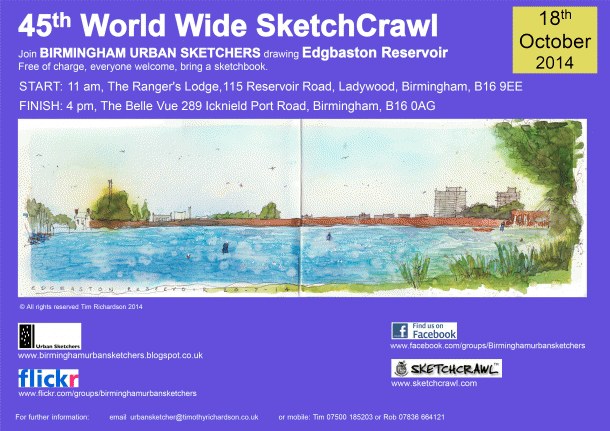 45th World Wide SketchCrawl
18th
October
2014
Join BIRMINGHAM URBAN SKETCHERS drawing Edgbaston Reservoir
Free of charge, everyone welcome, bring a sketchbook.
START: 11 am, The Ranger's Lodge,115 Reservoir Road, Ladywood, Birmingham, B16 9EE
FINISH: 4 pm, The Belle Vue 289 Icknield Port Road, Birmingham, B16 0AG
EDGBASTON RESERVOIR
© All rights reserved Tim Richardson 2014
Urban Sketchers
www.birminghamurbansketchers.blogspot.co.uk
flickr
www.flickr.com/groups/birminghamurbansketchers
Find us on
Facebook
www.facebook.com/groups/Birminghamurbansketchers
SKETCHCRAWL™
www.sketchcrawl.com
For further information: email urbansketcher@timothyrichardson.co.uk or mobile: Tim 07500 185203 or Rob 07836 664121